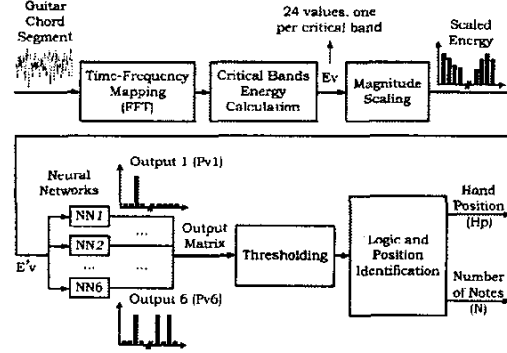 Guitar
Chord
Segment
24 values, one
per critical band
Scaled
Energy
Time-Frequency
Mapping
(FFT)
Critical Bands
Energy
Calculation
Ev
Magnitude
Scaling
Neural
Networks
Output 1 (Pv1)
NN1
...
NN2
...
...
...
NN6
E'v
Output
Matrix
Output 6 (Pv6)
Thresholding
Logic and
Position
Identification
Hand
Position
(Hp)
Number
of Notes
(N)